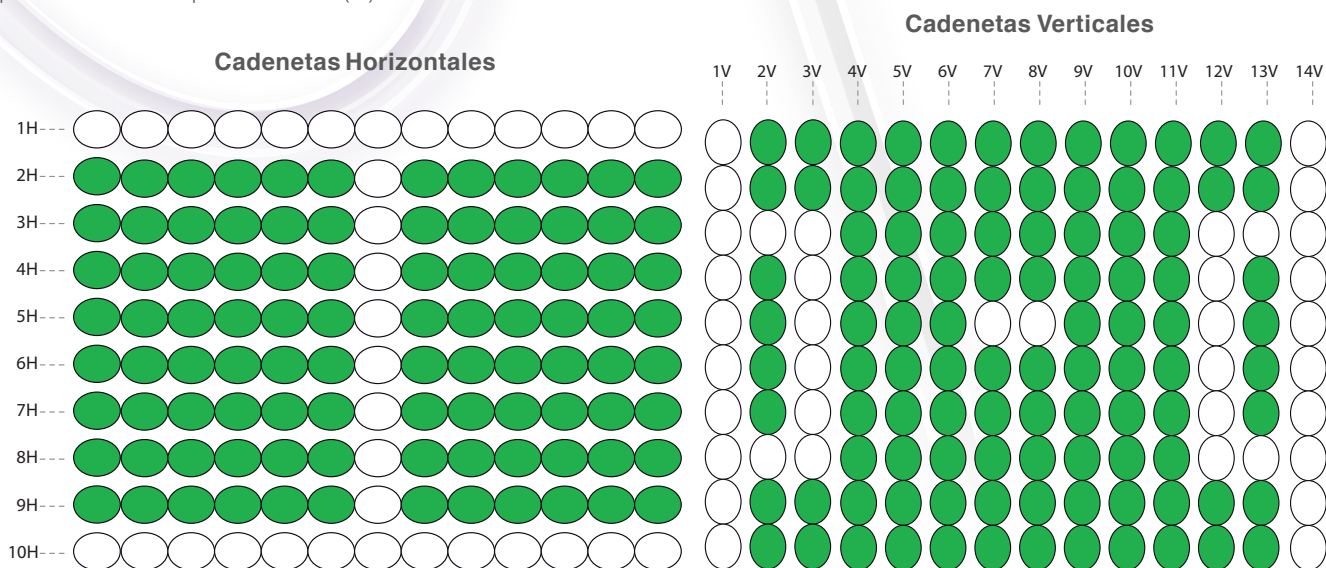 Cadenetas Verticales
Cadenetas Horizontales
1V 2V 3V 4V 5V 6V 7V 8V 9V 10V 11V 12V 13V 14V
1H
2H
3H
4H
5H
6H
7H
8H
9H
10H